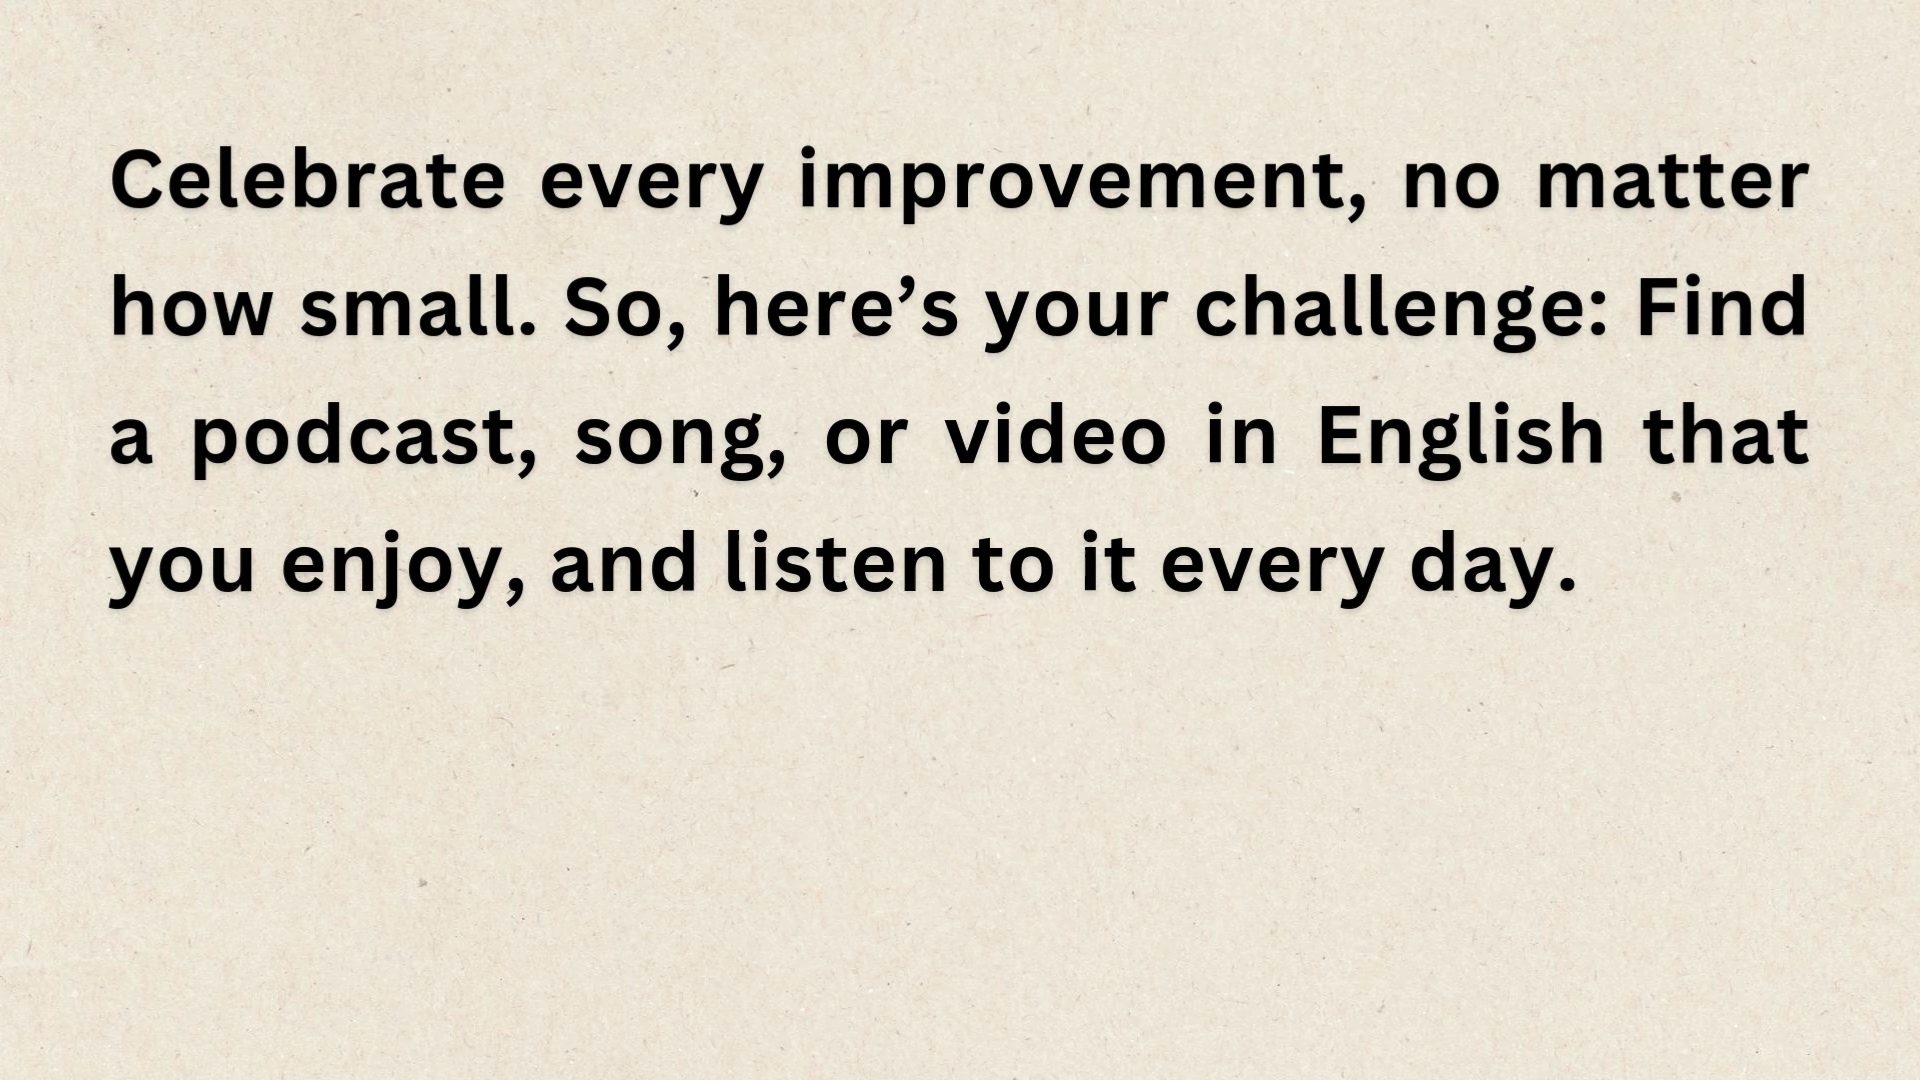 Celebrate every improvement, no matter
how small. So, here’s your challenge: Find
a podcast, song, or video in English that
you enjoy, and listen to it every day.